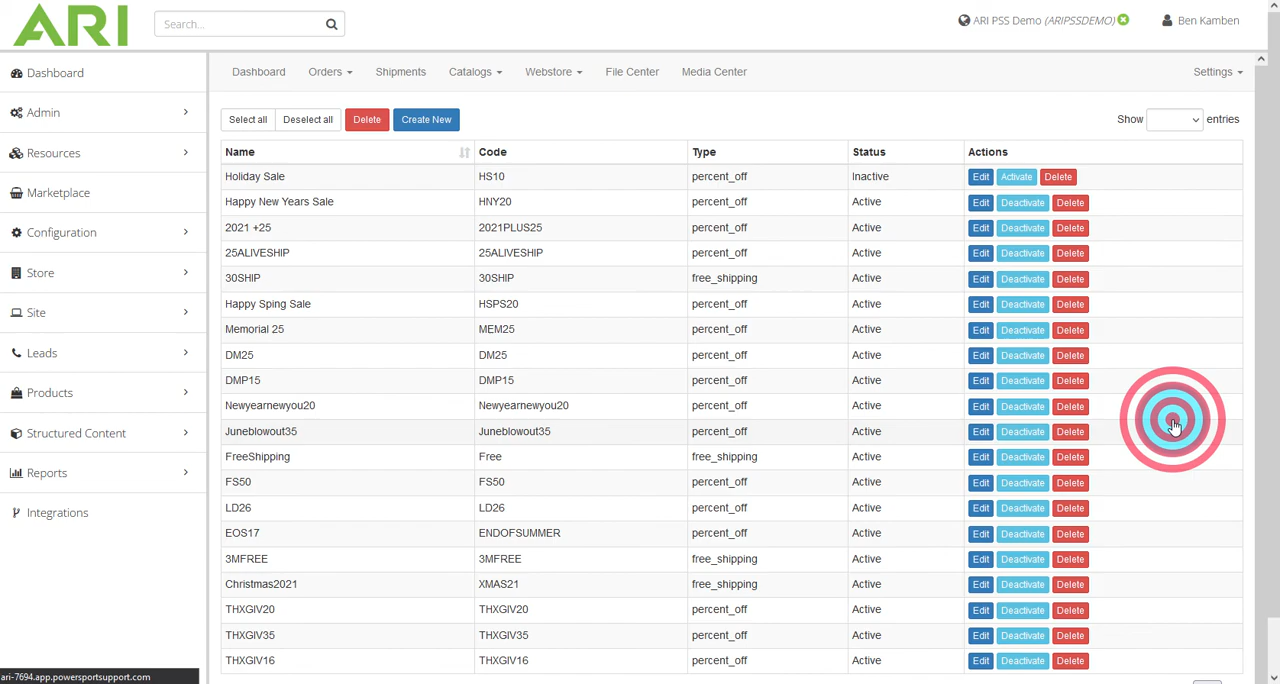 ARI
Search...
ARI PSS Demo (ARIPSSDEMO)
Ben Kamben
Dashboard
Admin
Resources
Marketplace
Configuration
Store
Site
Leads
Products
Structured Content
Reports
Integrations
Dashboard Orders Shipments Catalogs Webstore File Center Media Center Settings
Select all Deselect all Delete Create New Show entries
Name Code Type Status Actions
Holiday Sale HS10 percent_off Inactive Edit Activate Delete
Happy New Years Sale HNY20 percent_off Active Edit Deactivate Delete
2021 +25 2021PLUS25 percent_off Active Edit Deactivate Delete
25ALIVESHIP 25ALIVESHIP percent_off Active Edit Deactivate Delete
30SHIP 30SHIP free_shipping Active Edit Deactivate Delete
Happy Sping Sale HSPS20 percent_off Active Edit Deactivate Delete
Memorial 25 MEM25 percent_off Active Edit Deactivate Delete
DM25 DM25 percent_off Active Edit Deactivate Delete
DMP15 DMP15 percent_off Active Edit Deactivate Delete
Newyearnewyou20 Newyearnewyou20 percent_off Active Edit Deactivate Delete
Juneblowout35 Juneblowout35 percent_off Active Edit Deactivate Delete
FreeShipping Free free_shipping Active Edit Deactivate Delete
FS50 FS50 percent_off Active Edit Deactivate Delete
LD26 LD26 percent_off Active Edit Deactivate Delete
EOS17 ENDOFSUMMER percent_off Active Edit Deactivate Delete
3MFREE 3MFREE free_shipping Active Edit Deactivate Delete
Christmas2021 XMAS21 free_shipping Active Edit Deactivate Delete
THXGIV20 THXGIV20 percent_off Active Edit Deactivate Delete
THXGIV35 THXGIV35 percent_off Active Edit Deactivate Delete
THXGIV16 THXGIV16 percent_off Active Edit Deactivate Delete
ari-7694.app.powersportsupport.com